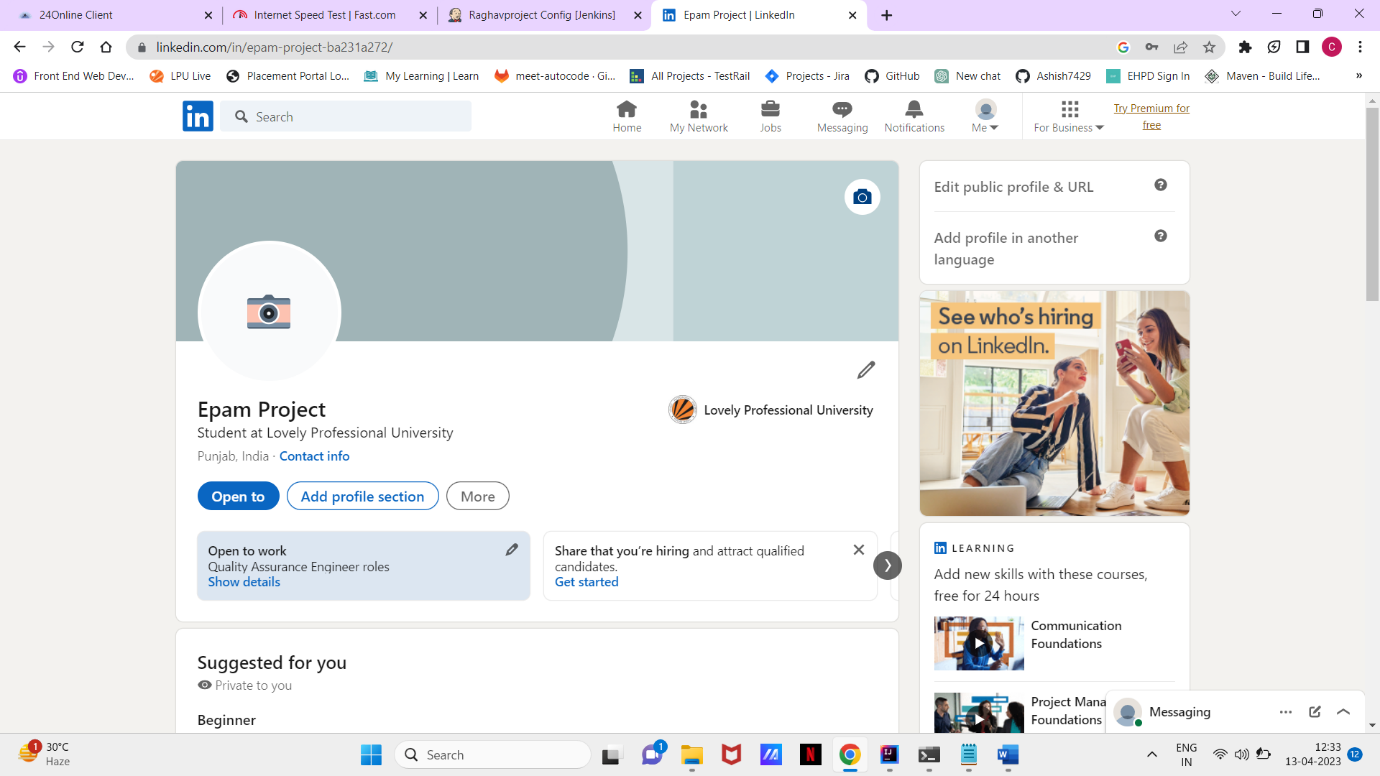 24Online Client
Internet Speed Test | Fast.com
Raghavproject Config [Jenkins]
Epam Project | LinkedIn
linkedin.com/in/epam-project-ba231a272/
C
Front End Web Dev...
LPU Live
Placement Portal Lo...
My Learning | Learn
meet-autocode · Gi...
All Projects - TestRail
Projects - Jira
GitHub
New chat
Ashish7429
EHPD Sign In
Maven - Build Life...
»
in
Search
Home
My Network
Jobs
Messaging
Notifications
Me
For Business
Try Premium for
free
Edit public profile & URL
Add profile in another
language
See who's hiring
on LinkedIn.
Epam Project
Lovely Professional University
Student at Lovely Professional University
Punjab, India · Contact info
Open to
Add profile section
More
Open to work
Quality Assurance Engineer roles
Show details
Share that you're hiring and attract qualified
candidates.
Get started
in LEARNING
Add new skills with these courses,
free for 24 hours
Communication
Foundations
Project Mana
Foundations
Suggested for you
Private to you
Beginner
Messaging
1
30°C
Haze
Search
1
N
W
ENG
IN
12:33
13-04-2023
12